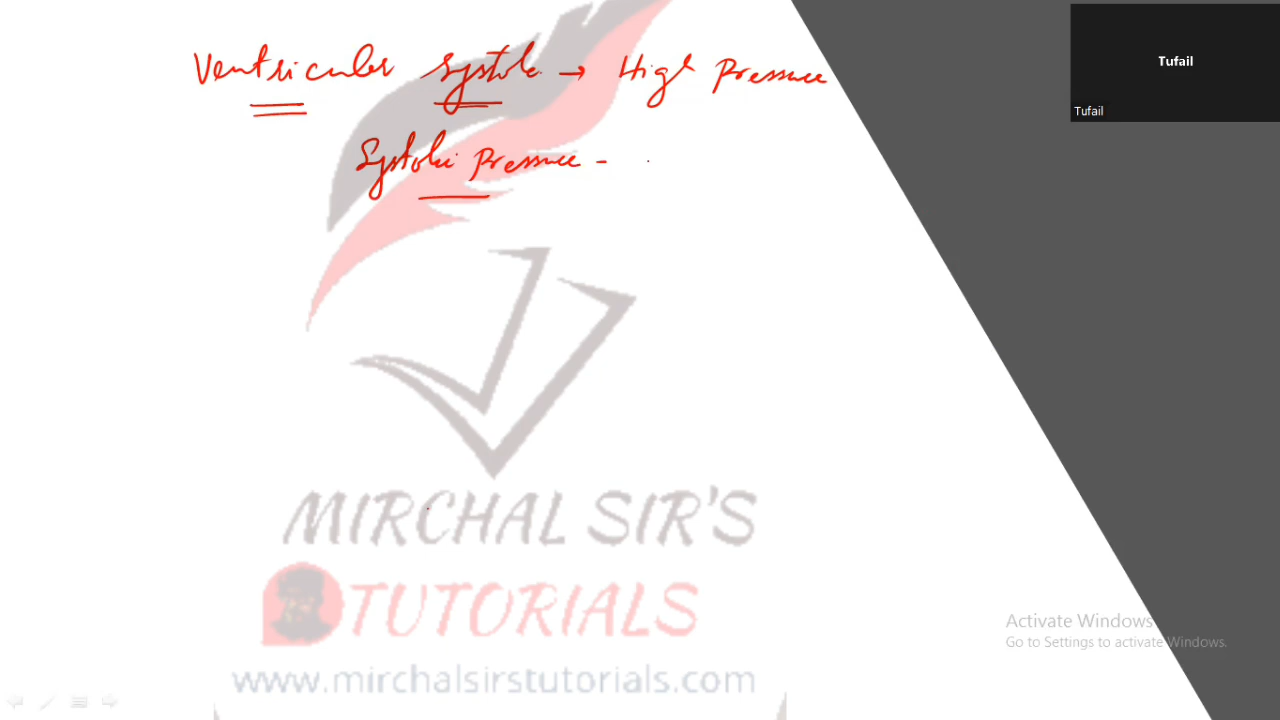 Ventricular Systole → High Pressure
Systolic Pressure -
Tufail
Tufail
MIRCHAL SIR'S
TUTORIALS
www.mirchalsirstutorials.com
Activate Windows
Go to Settings to activate Windows.